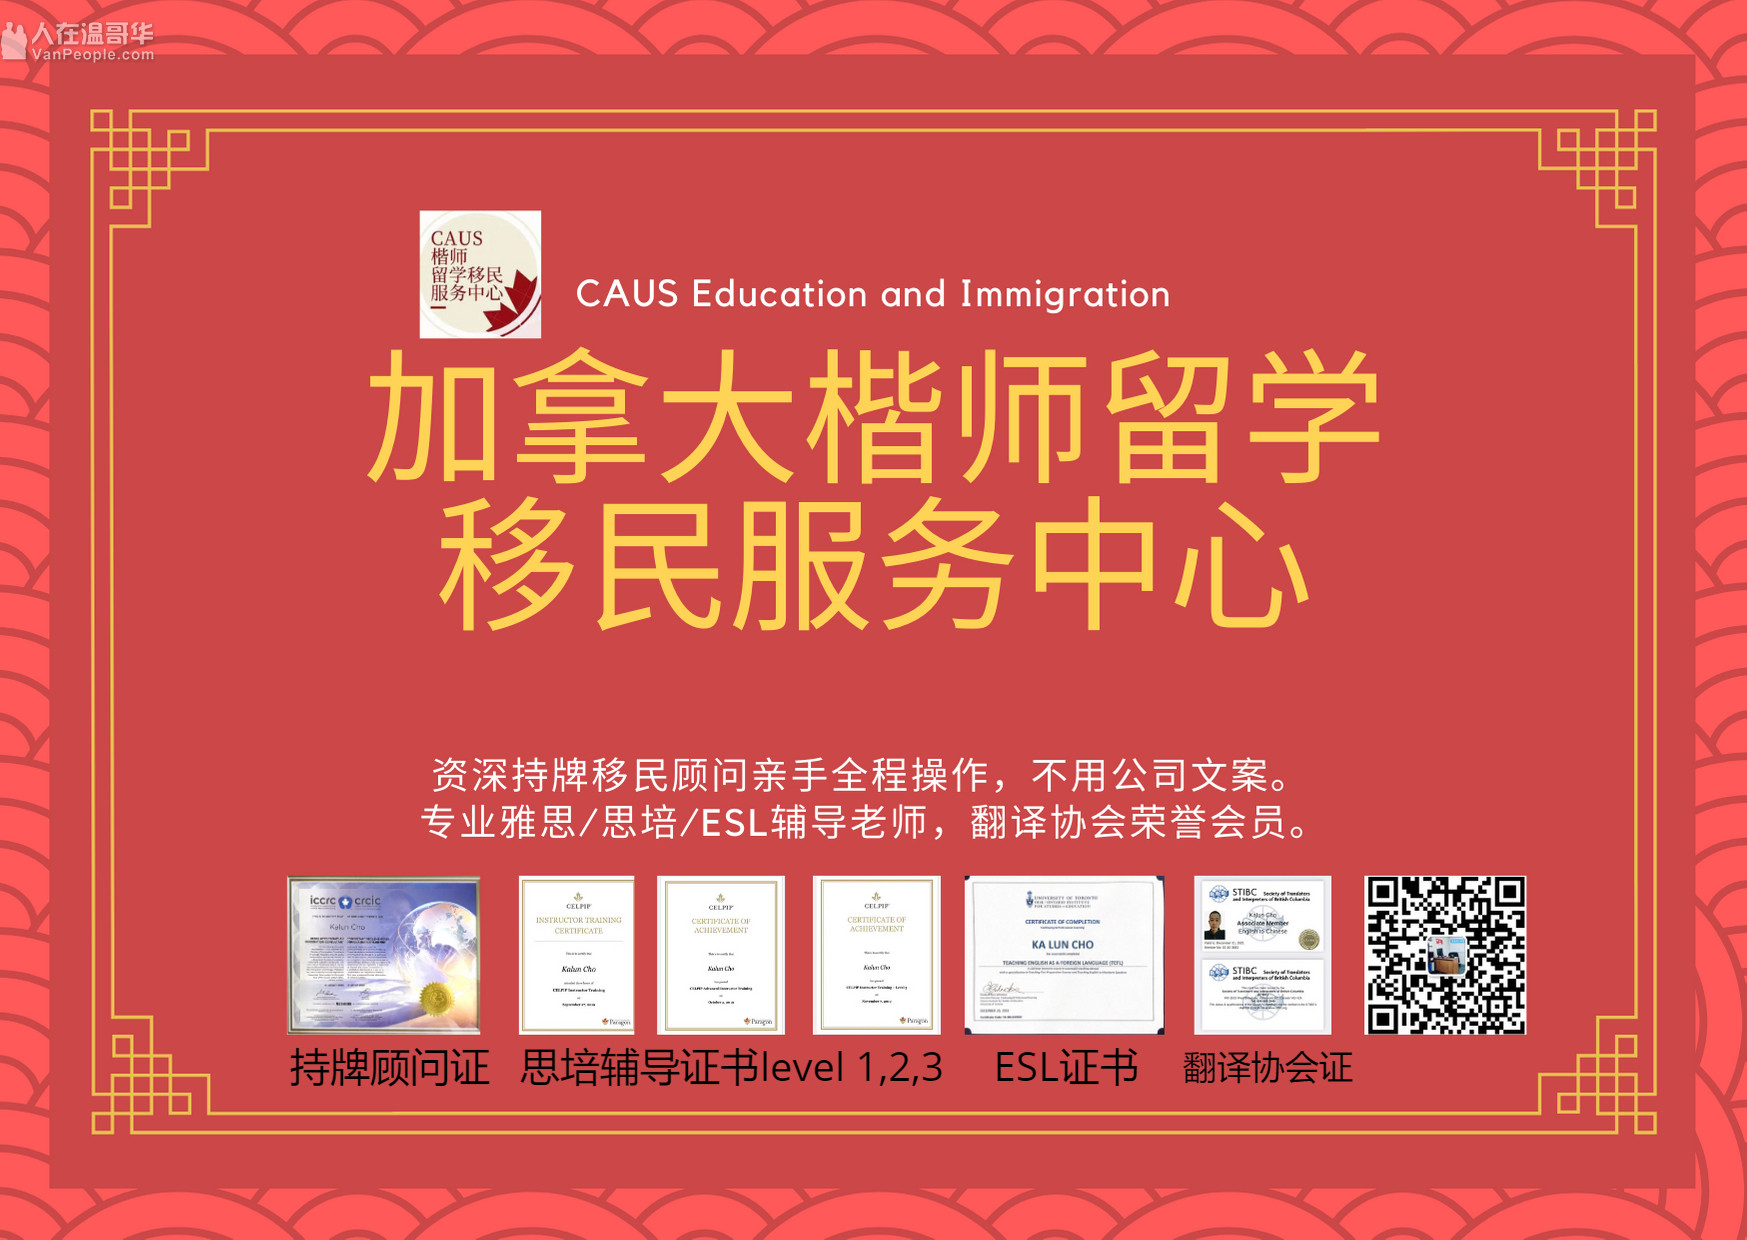 人在温哥华
VanPeople.com
CAUS
楷师
留学移民
服务中心
CAUS Education and Immigration
加拿大楷师留学
移民服务中心
资深持牌移民顾问亲手全程操作，不用公司文案。
专业雅思/思培/ESL辅导老师，翻译协会荣誉会员。
iccrc crcic
Kalun Cho
CELPIP
INSTRUCTOR TRAINING
CERTIFICATE
Kalun Cho
CELPIP Instructor Training
Paragon
CELPIP
CERTIFICATE OF
ACHIEVEMENT
Kalun Cho
Paragon
CELPIP
CERTIFICATE OF
ACHIEVEMENT
Kalun Cho
Paragon
UNIVERSITY OF TORONTO
CERTIFICATE OF COMPLETION
KA LUN CHO
TEACHING ENGLISH AS A FOREIGN LANGUAGE (TEFL)
STIBC Society of Translators
and Interpreters of British Columbia
Kalun Cho
Associate Member
English to Chinese
STIBC Society of Translators
and Interpreters of British Columbia
持牌顾问证
思培辅导证书level 1,2,3
ESL证书
翻译协会证